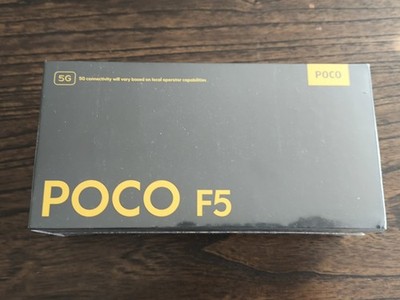 5G 5G connectivity will vary based on local operator capabilities. POCO
POCO F5